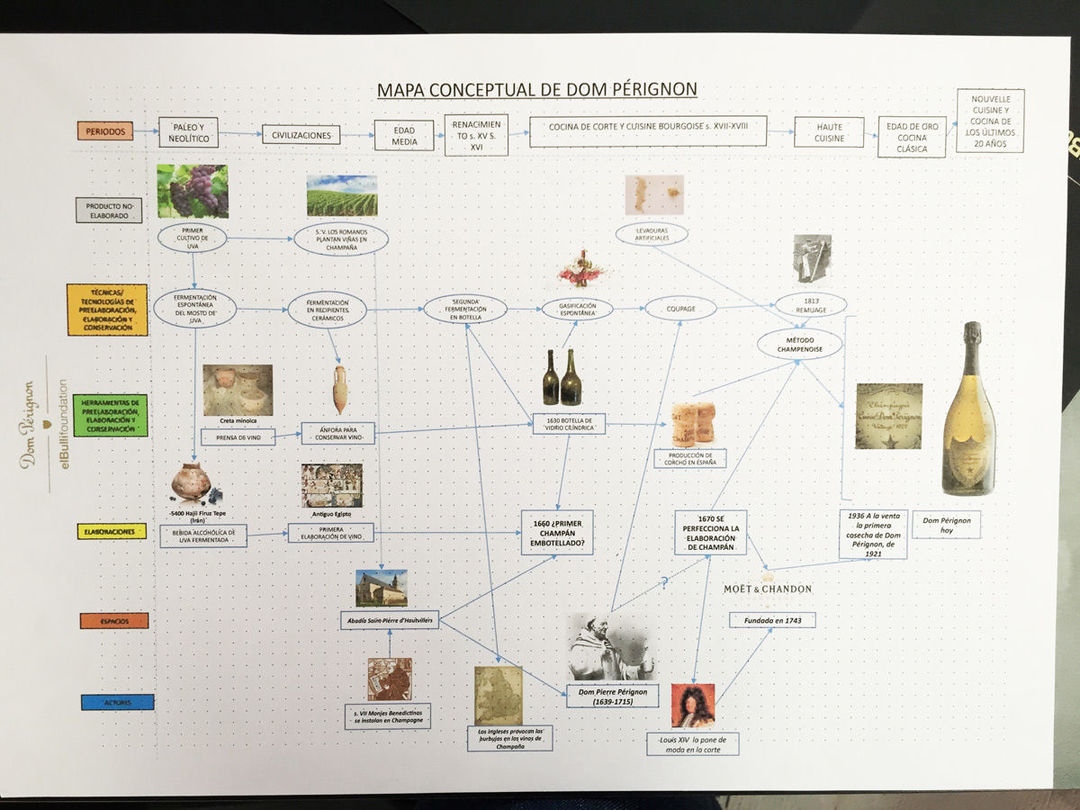 MAPA CONCEPTUAL DE DOM PÉRIGNON
PERIODOS
PALEO Y
NEOLÍTICO
CIVILIZACIONES
EDAD
MEDIA
RENACIMIEN
TO s. XV S.
XVI
COCINA DE CORTE Y CUISINE BOURGOISE s. XVII-XVIII
HAUTE
CUISINE
EDAD DE ORO
COCINA
CLÁSICA
NOUVELLE
CUISINE Y
COCINA DE
LOS ÚLTIMOS
20 AÑOS
PRODUCTO NO
ELABORADO
PRIMER
CULTIVO DE
UVA
S. V. LOS ROMANOS
PLANTAN VIÑAS EN
CHAMPAÑA
LEVADURAS
ARTIFICIALES
TÉCNICAS/
TECNOLOGÍAS DE
PREELABORACIÓN,
ELABORACIÓN Y
CONSERVACIÓN
FERMENTACIÓN
ESPONTÁNEA
DEL MOSTO DE
UVA
FERMENTACIÓN
EN RECIPIENTES
CERÁMICOS
SEGUNDA
FERMENTACIÓN
EN BOTELLA
GASIFICACIÓN
ESPONTÁNEA
COUPAGE
1813
REMUAGE
MÉTODO
CHAMPENOISE
HERRAMIENTAS DE
PREELABORACIÓN,
ELABORACIÓN Y
CONSERVACIÓN
Creta minoica
PRENSA DE VINO
ÁNFORA PARA
CONSERVAR VINO
1630 BOTELLA DE
VIDRIO CILÍNDRICA
PRODUCCIÓN DE
CORCHO EN ESPAÑA
Dom Pérignon
elBullifoundation
ELABORACIONES
-5400 Hajii Firuz Tepe
(Irán)
BEBIDA ALCOHÓLICA DE
UVA FERMENTADA
Antiguo Egipto
PRIMERA
ELABORACIÓN DE VINO
1660 ¿PRIMER
CHAMPÁN
EMBOTELLADO?
1670 SE
PERFECCIONA LA
ELABORACIÓN
DE CHAMPÁN
1936 A la venta
la primera
cosecha de Dom
Pérignon, de
1921
Dom Pérignon
hoy
?
MOËT & CHANDON
ESPACIOS
Abadía Saint-Pierre d'Hautvillers
Fundada en 1743
ACTORES
s. VII Monjes Benedictinos
se instalan en Champagne
Los ingleses provocan las
burbujas en los vinos de
Champaña
Dom Pierre Pérignon
(1639-1715)
Louis XIV la pone de
moda en la corte